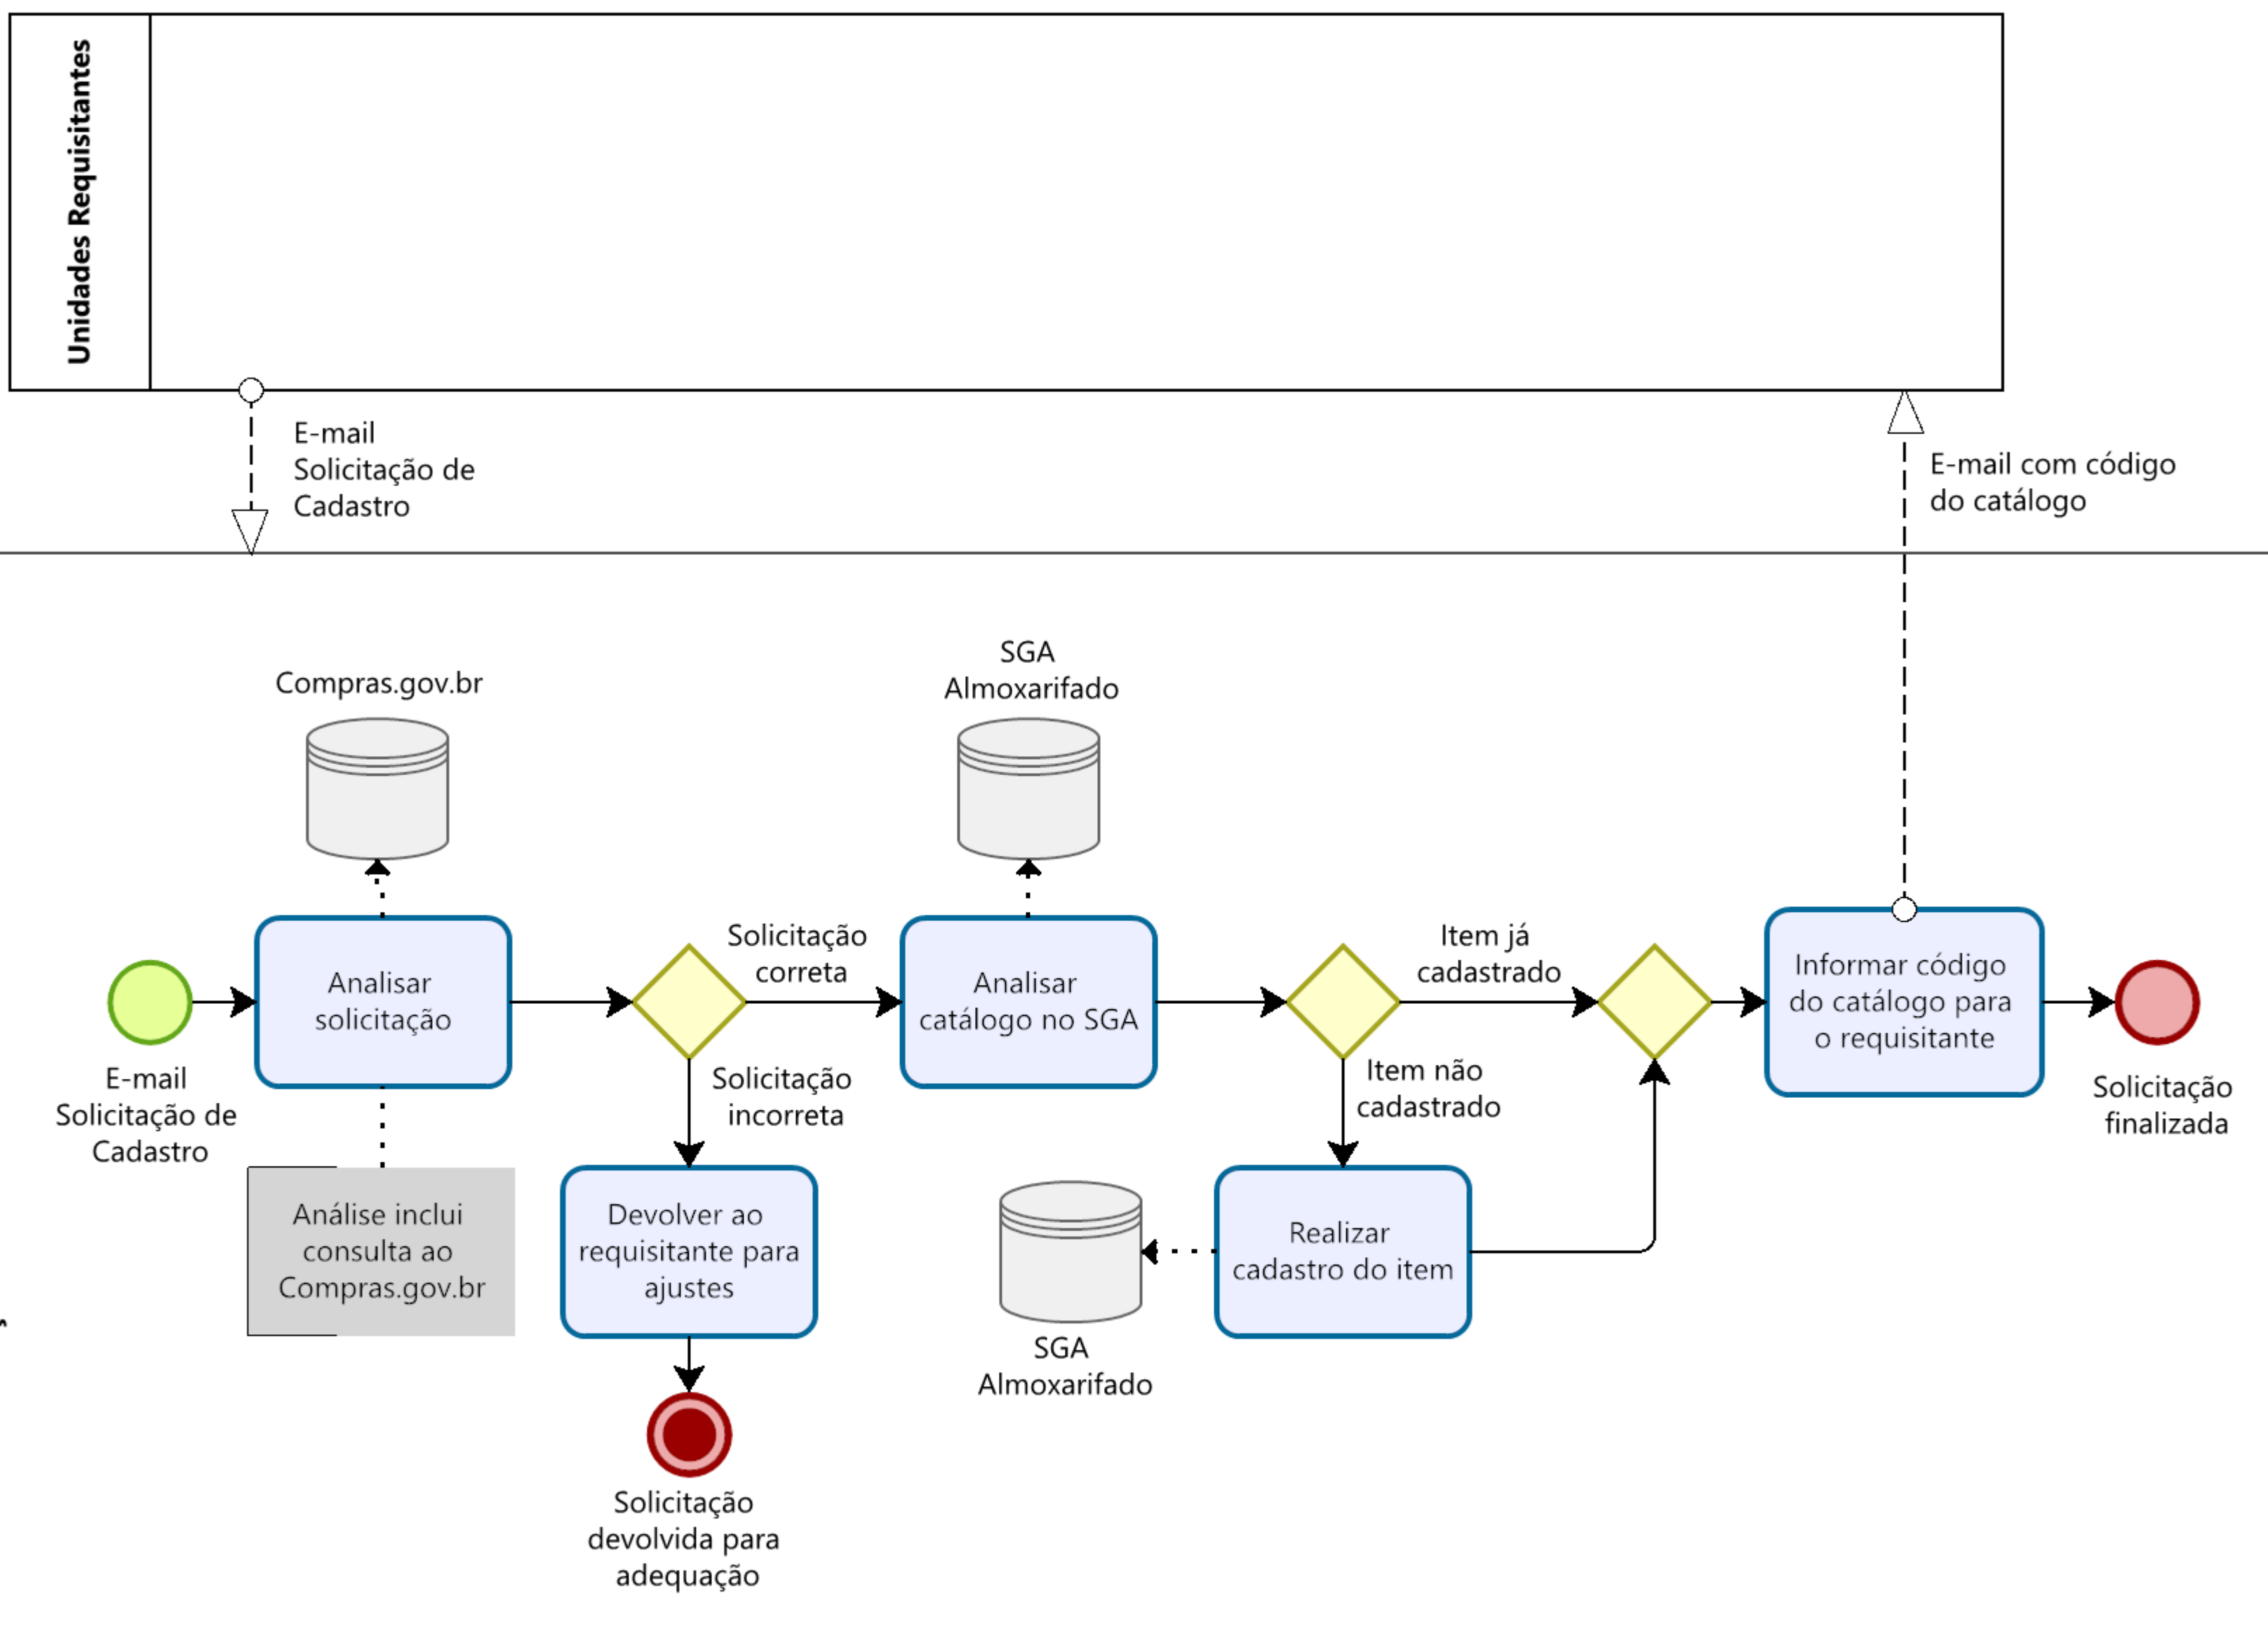 Unidades Requisitantes
E-mail
Solicitação de
Cadastro
E-mail com código
do catálogo
Compras.gov.br
SGA
Almoxarifado
E-mail
Solicitação de
Cadastro
Analisar
solicitação
Análise inclui
consulta ao
Compras.gov.br
Solicitação
correta
Solicitação
incorreta
Devolver ao
requisitante para
ajustes
Solicitação
devolvida para
adequação
Analisar
catálogo no SGA
Item já
cadastrado
Item não
cadastrado
Realizar
cadastro do item
SGA
Almoxarifado
Informar código
do catálogo para
o requisitante
Solicitação
finalizada